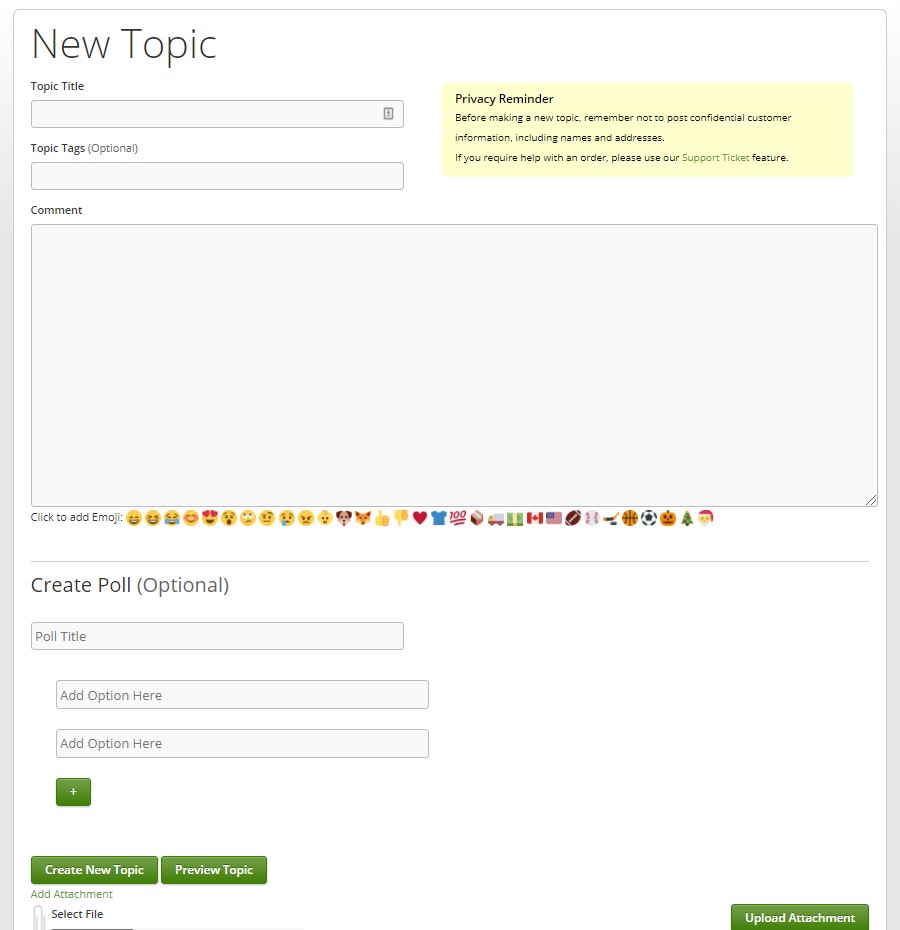 New Topic
Topic Title
Privacy Reminder
Before making a new topic, remember not to post confidential customer
information, including names and addresses.
If you require help with an order, please use our Support Ticket feature.
Topic Tags (Optional)
Comment
Click to add Emoji: 😄😆😂😊😍😵🙄🤨😢😠😶🐶🦊👍👎❤️👕💯📦🚚💵🇨🇦🇺🇸🏈⚾🏒🏀⚽🎃🎄🎅
Create Poll (Optional)
Poll Title
Add Option Here
Add Option Here
+
Create New Topic
Preview Topic
Add Attachment
Select File
Upload Attachment